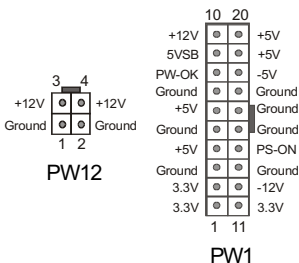 10 20
+12V +5V
5VSB +5V
PW-OK -5V
Ground Ground
+5V Ground
Ground Ground
+5V PS-ON
Ground Ground
3.3V -12V
3.3V 3.3V
1 11
PW1
3 4
+12V +12V
Ground Ground
1 2
PW12